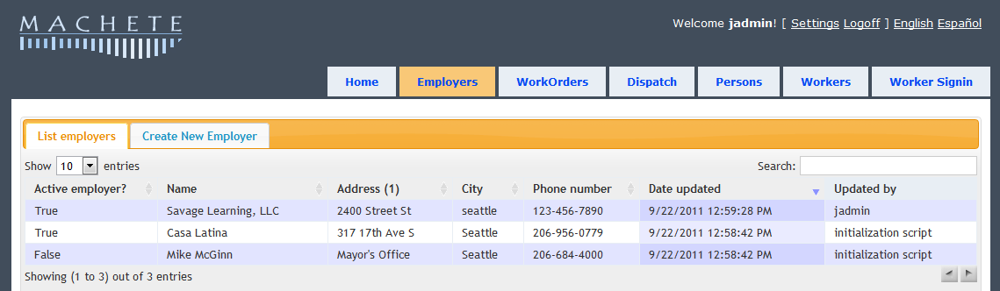 MACHETE
Welcome jadmin! [ Settings Logoff ] English Español
Home Employers WorkOrders Dispatch Persons Workers Worker Signin
List employers Create New Employer
Show 10 entries Search:
Active employer? Name Address (1) City Phone number Date updated Updated by
True Savage Learning, LLC 2400 Street St seattle 123-456-7890 9/22/2011 12:59:28 PM jadmin
True Casa Latina 317 17th Ave S Seattle 206-956-0779 9/22/2011 12:58:42 PM initialization script
False Mike McGinn Mayor's Office Seattle 206-684-4000 9/22/2011 12:58:42 PM initialization script
Showing (1 to 3) out of 3 entries